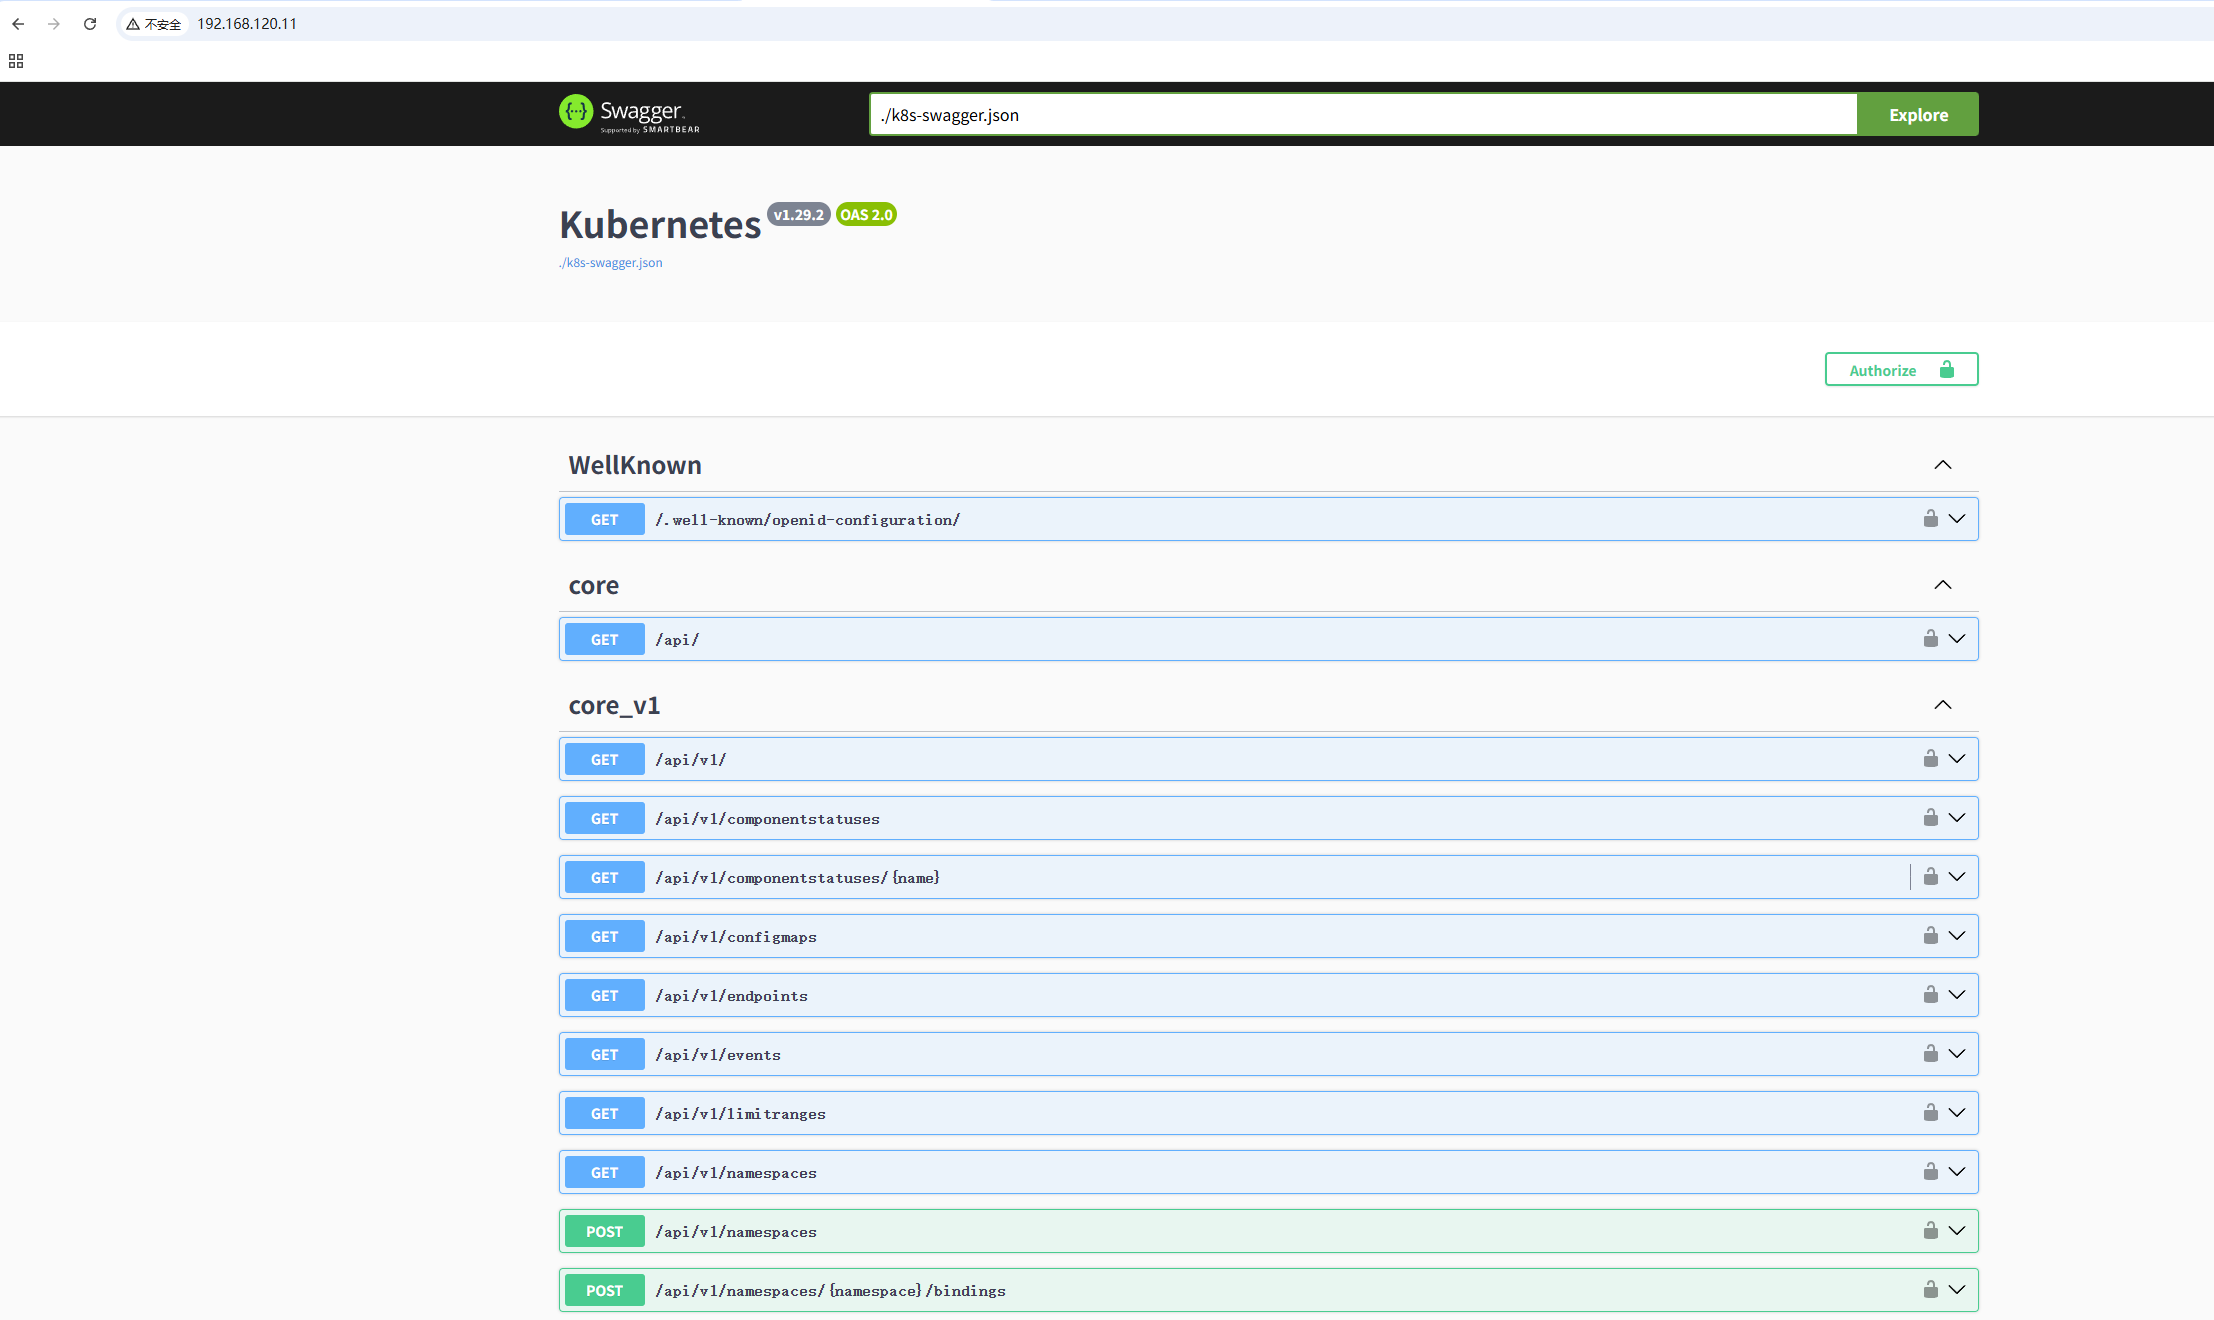 不安全 192.168.120.11
Swagger
Supported by SMARTBEAR
./k8s-swagger.json Explore
Kubernetes v1.29.2 OAS 2.0
./k8s-swagger.json
Authorize
WellKnown
GET /.well-known/openid-configuration/
core
GET /api/
core_v1
GET /api/v1/
GET /api/v1/componentstatuses
GET /api/v1/componentstatuses/{name}
GET /api/v1/configmaps
GET /api/v1/endpoints
GET /api/v1/events
GET /api/v1/limitranges
GET /api/v1/namespaces
POST /api/v1/namespaces
POST /api/v1/namespaces/{namespace}/bindings